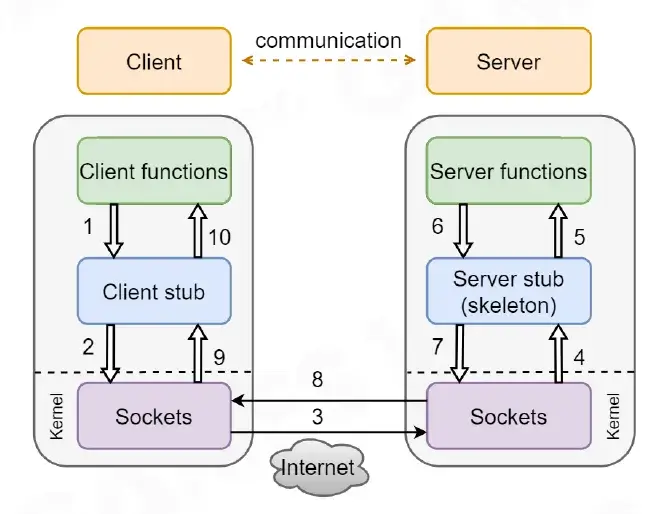 communication
Client
Server
Client functions
Server functions
1
10
6
5
Client stub
Server stub
(skeleton)
2
9
7
4
8
Kernel
Sockets
3
Sockets
Kernel
Internet